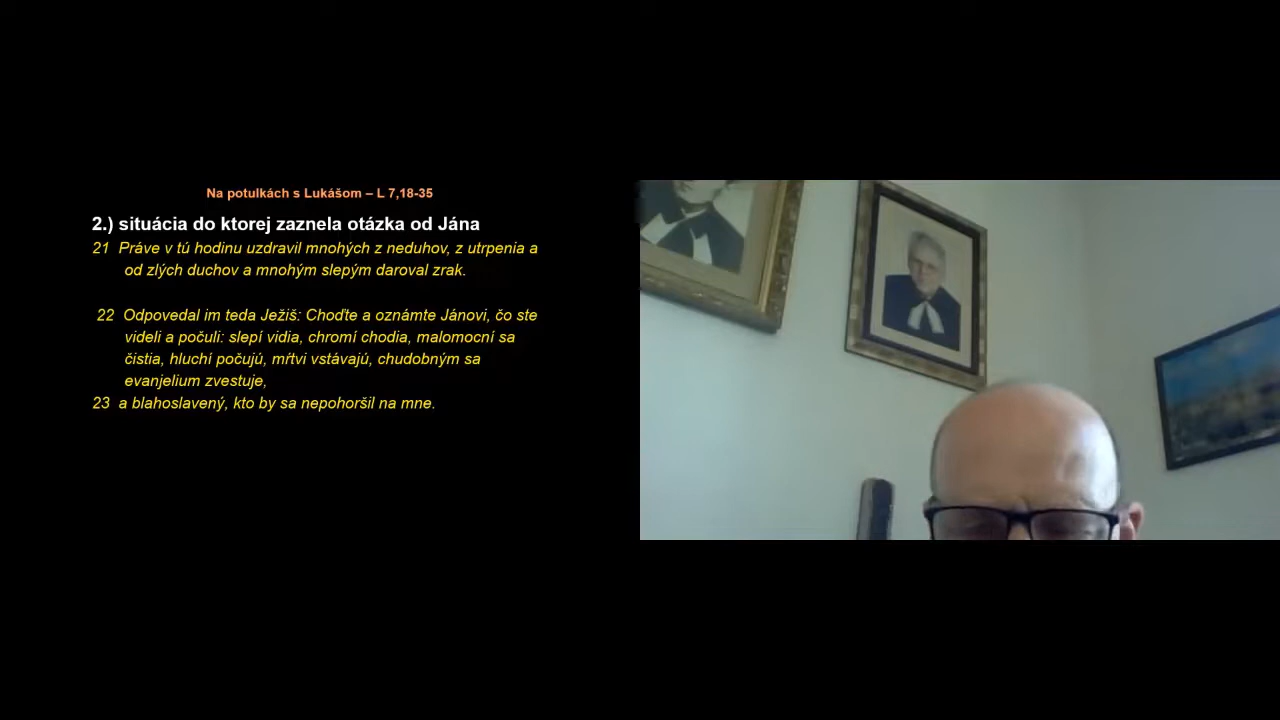 Na potulkách s Lukášom – L 7,18-35
2.) situácia do ktorej zaznela otázka od Jána
21 Práve v tú hodinu uzdravil mnohých z neduhov, z utrpenia a
od zlých duchov a mnohým slepým daroval zrak.
22 Odpovedal im teda Ježiš: Choďte a oznámte Jánovi, čo ste
videli a počuli: slepí vidia, chromí chodia, malomocní sa
čistia, hluchí počujú, mŕtvi vstávajú, chudobným sa
evanjelium zvestuje,
23 a blahoslavený, kto by sa nepohoršil na mne.